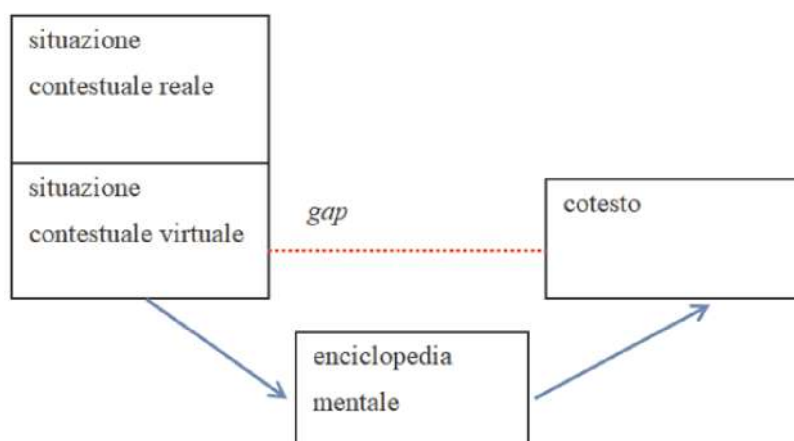 situazione
contestuale reale
situazione
contestuale virtuale
gap
cotesto
enciclopedia
mentale